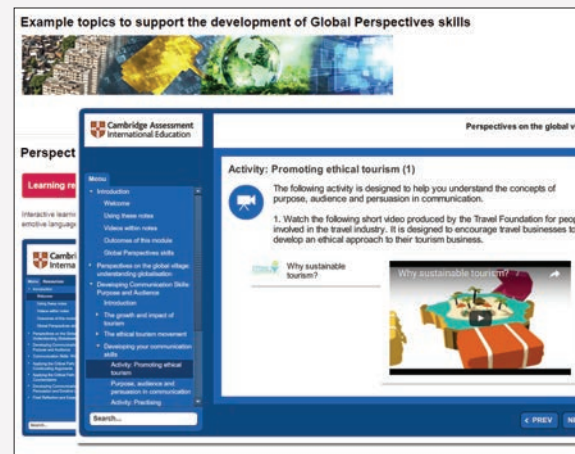 Example topics to support the development of Global Perspectives skills
Perspect
Learning re
Interactive learni
emotive language
Cambri
Interna
Menu Resources
Cambridge Assessment
International Education
Perspectives on the global v
Menu
Introduction
Welcome
Using these notes
Videos within notes
Outcomes of this module
Global Perspectives skills
Perspectives on the global village:
understanding globalisation
Developing Communication Skills:
Purpose and Audience
Introduction
The growth and impact of
tourism
The ethical tourism movement
Developing your communication
skills
Activity: Promoting ethical
tourism
Purpose, audience and
persuasion in communication
Activity: Practising
Search...
Activity: Promoting ethical tourism (1)
The following activity is designed to help you understand the concepts of
purpose, audience and persuasion in communication.
1. Watch the following short video produced by the Travel Foundation for peop
involved in the travel industry. It is designed to encourage travel businesses to
develop an ethical approach to their tourism business.
Why sustainable
tourism?
Why sustainable tourism?
< PREV